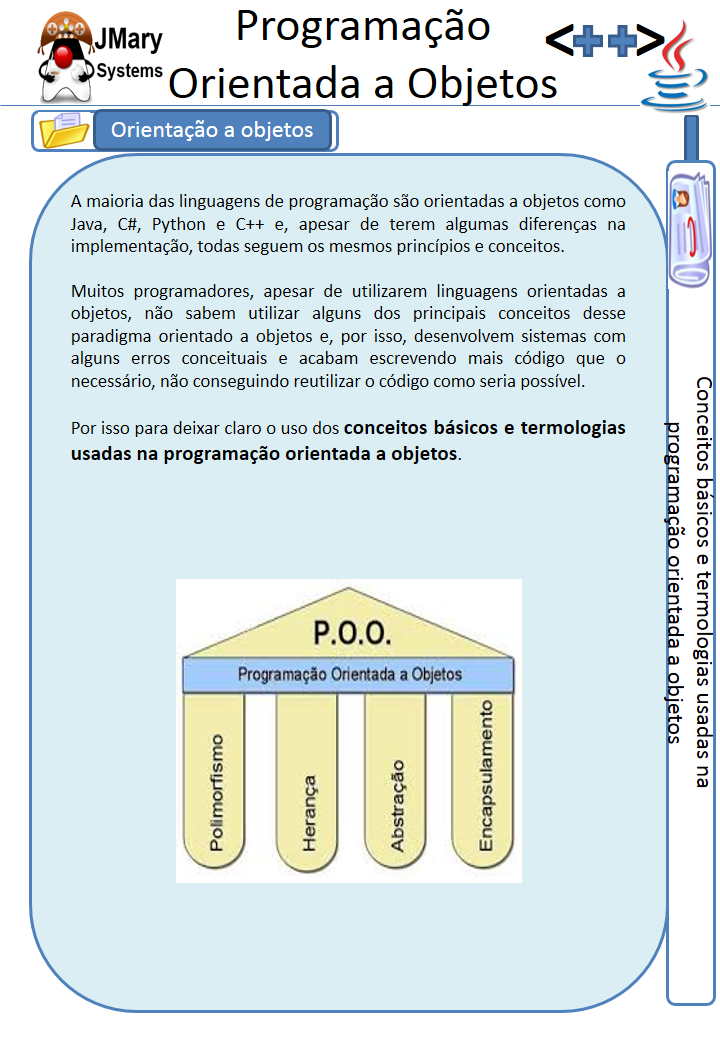 JMary
Systems
Programação
Orientada a Objetos
<++>
Orientação a objetos
A maioria das linguagens de programação são orientadas a objetos como
Java, C#, Python e C++ e, apesar de terem algumas diferenças na
implementação, todas seguem os mesmos princípios e conceitos.
Muitos programadores, apesar de utilizarem linguagens orientadas a
objetos, não sabem utilizar alguns dos principais conceitos desse
paradigma orientado a objetos e, por isso, desenvolvem sistemas com
alguns erros conceituais e acabam escrevendo mais código que o
necessário, não conseguindo reutilizar o código como seria possível.
Por isso para deixar claro o uso dos conceitos básicos e termologias
usadas na programação orientada a objetos.
P.O.O.
Programação Orientada a Objetos
Polimorfismo
Herança
Abstração
Encapsulamento
Conceitos básicos e termologias usadas na
programação orientada a objetos